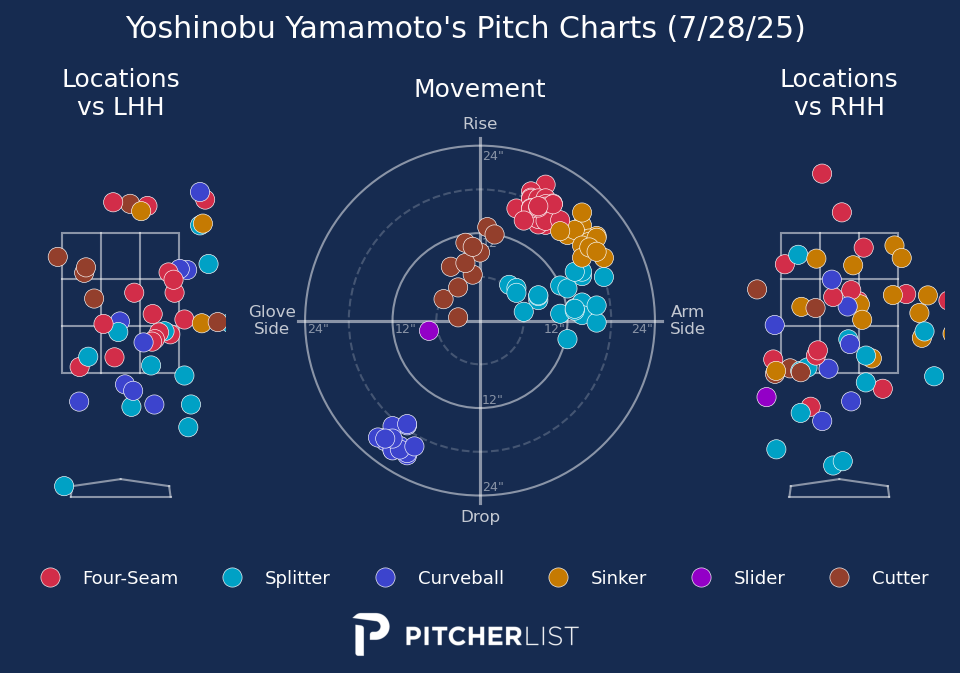 Yoshinobu Yamamoto's Pitch Charts (7/28/25)
Locations
vs LHH
Movement
Locations
vs RHH
Rise
24"
Glove
Side
24"
12"
12"
24"
Arm
Side
12"
24"
Drop
Four-Seam
Splitter
Curveball
Sinker
Slider
Cutter
PITCHERLIST